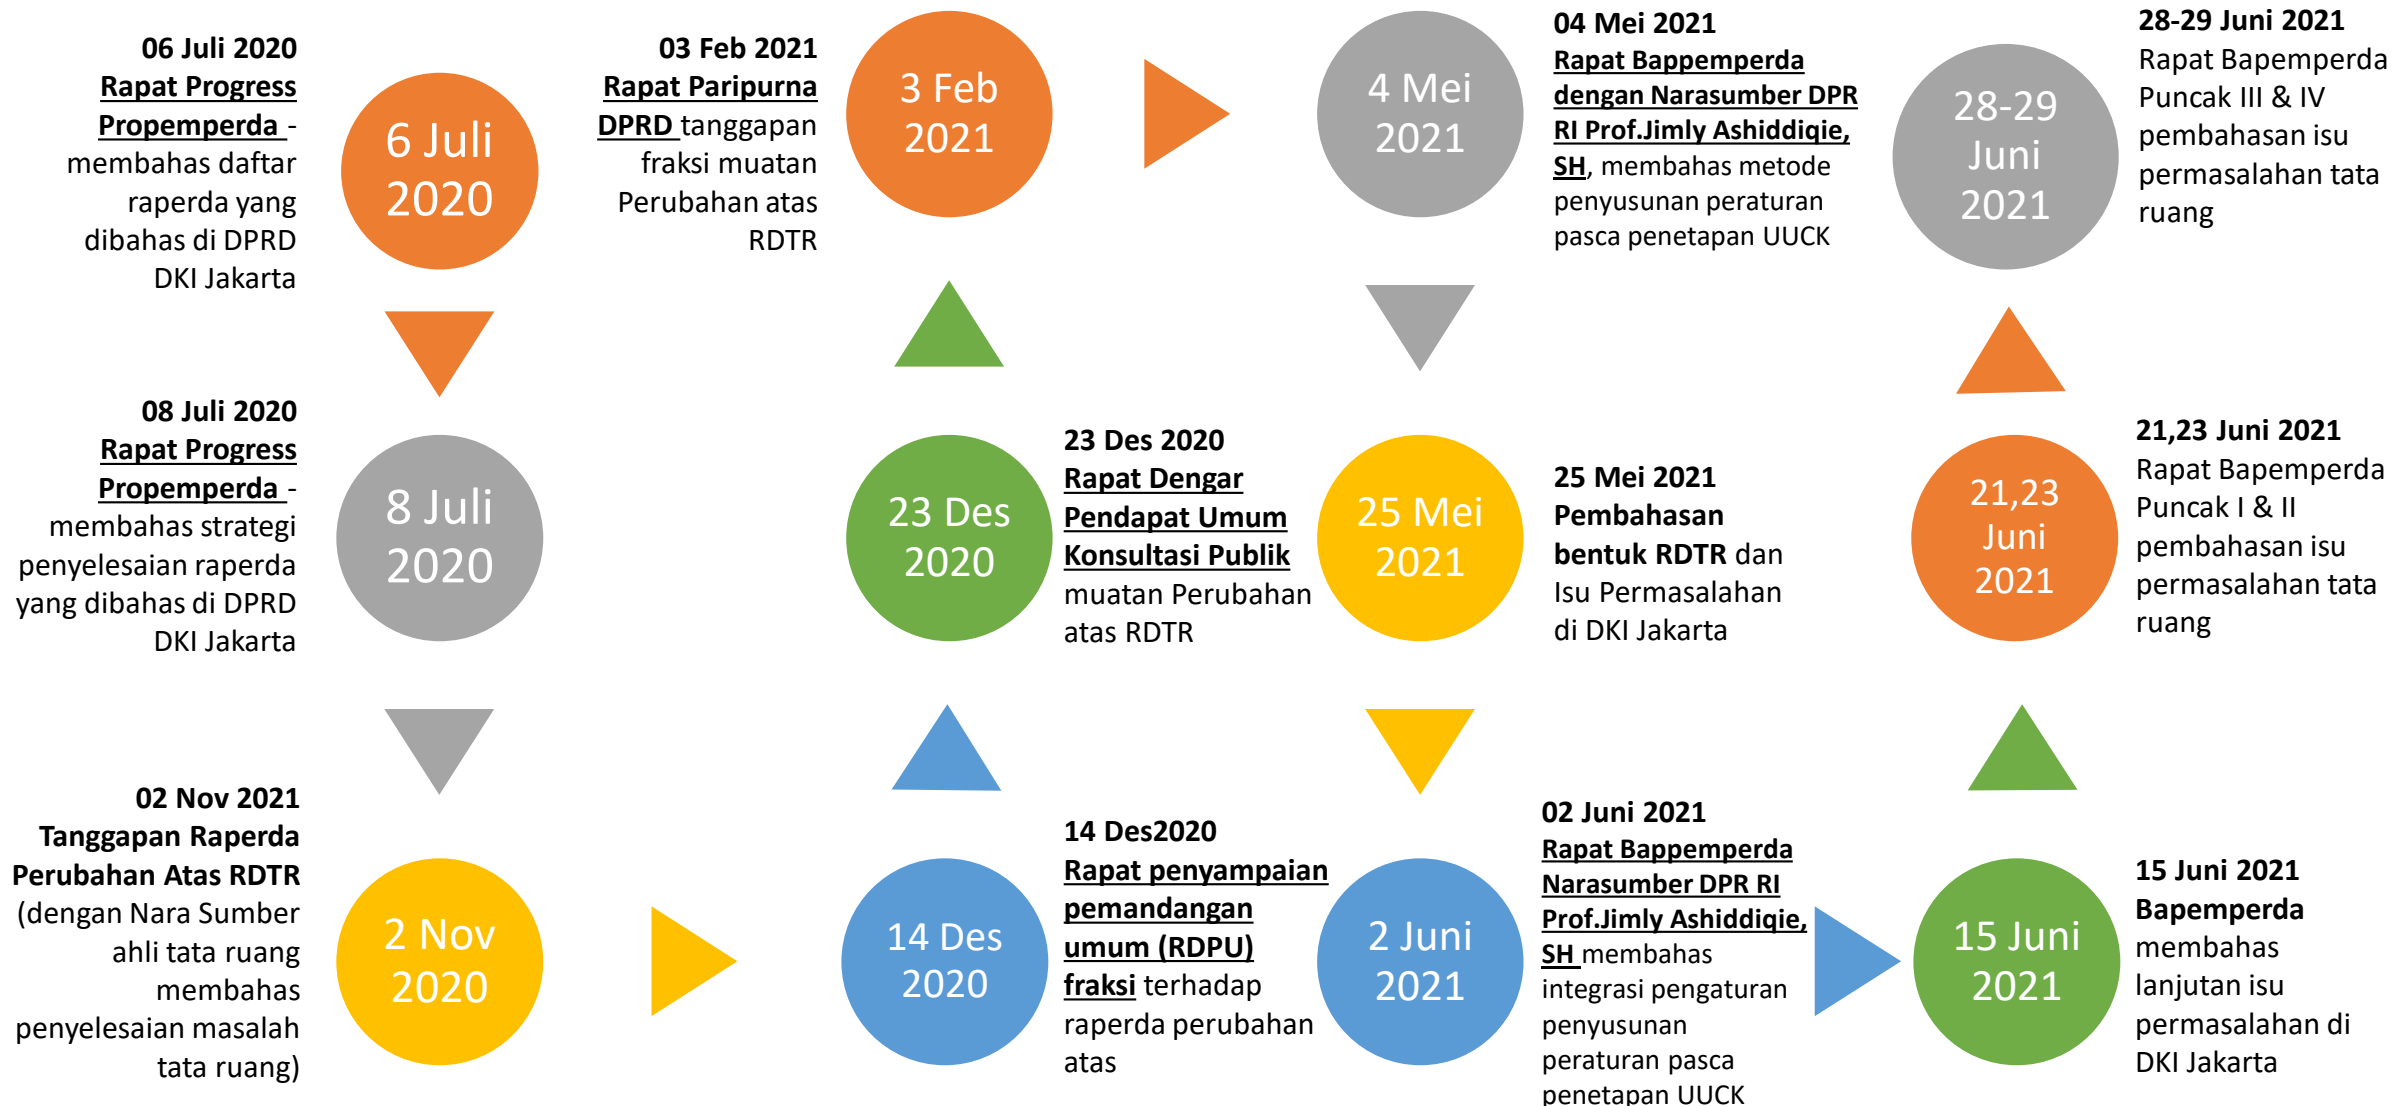 06 Juli 2020
Rapat Progress
Propemperda -
membahas daftar
raperda yang
dibahas di DPRD
DKI Jakarta
6 Juli
2020
08 Juli 2020
Rapat Progress
Propemperda -
membahas strategi
penyelesaian raperda
yang dibahas di DPRD
DKI Jakarta
8 Juli
2020
02 Nov 2021
Tanggapan Raperda
Perubahan Atas RDTR
(dengan Nara Sumber
ahli tata ruang
membahas
penyelesaian masalah
tata ruang)
2 Nov
2020
14 Des
2020
14 Des2020
Rapat penyampaian
pemandangan
umum (RDPU)
fraksi terhadap
raperda perubahan
atas
23 Des
2020
23 Des 2020
Rapat Dengar
Pendapat Umum
Konsultasi Publik
muatan Perubahan
atas RDTR
03 Feb 2021
Rapat Paripurna
DPRD tanggapan
fraksi muatan
Perubahan atas
RDTR
3 Feb
2021
4 Mei
2021
04 Mei 2021
Rapat Bappemperda
dengan Narasumber DPR
RI Prof.Jimly Ashiddiqie,
SH, membahas metode
penyusunan peraturan
pasca penetapan UUCK
25 Mei
2021
25 Mei 2021
Pembahasan
bentuk RDTR dan
Isu Permasalahan
di DKI Jakarta
2 Juni
2021
02 Juni 2021
Rapat Bappemperda
Narasumber DPR RI
Prof.Jimly Ashiddiqie,
SH membahas
integrasi pengaturan
penyusunan
peraturan pasca
penetapan UUCK
15 Juni
2021
15 Juni 2021
Bapemperda
membahas
lanjutan isu
permasalahan di
DKI Jakarta
21,23
Juni
2021
21,23 Juni 2021
Rapat Bapemperda
Puncak I & II
pembahasan isu
permasalahan tata
ruang
28-29
Juni
2021
28-29 Juni 2021
Rapat Bapemperda
Puncak III & IV
pembahasan isu
permasalahan tata
ruang